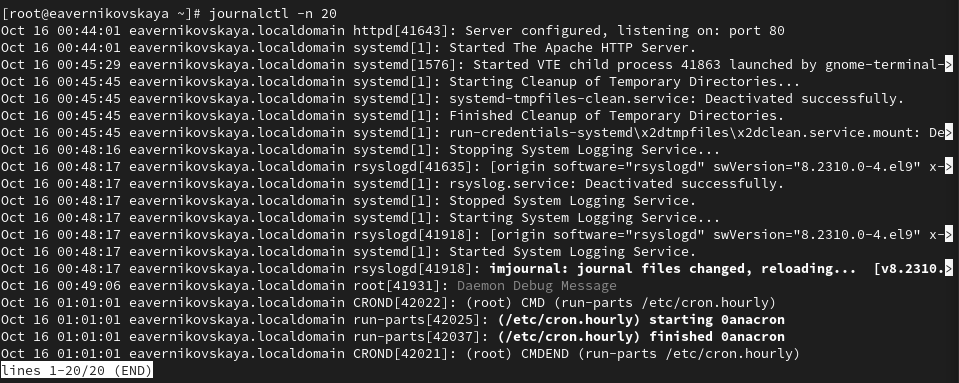 [root@eavernikovskaya ~]# journalctl -n 20
Oct 16 00:44:01 eavernikovskaya.localdomain httpd[41643]: Server configured, listening on: port 80
Oct 16 00:44:01 eavernikovskaya.localdomain systemd[1]: Started The Apache HTTP Server.
Oct 16 00:45:29 eavernikovskaya.localdomain systemd[1576]: Started VTE child process 41863 launched by gnome-terminal->
Oct 16 00:45:45 eavernikovskaya.localdomain systemd[1]: Starting Cleanup of Temporary Directories...
Oct 16 00:45:45 eavernikovskaya.localdomain systemd[1]: systemd-tmpfiles-clean.service: Deactivated successfully.
Oct 16 00:45:45 eavernikovskaya.localdomain systemd[1]: Finished Cleanup of Temporary Directories.
Oct 16 00:45:45 eavernikovskaya.localdomain systemd[1]: run-credentials-systemd\x2dtmpfiles\x2dclean.service.mount: De>
Oct 16 00:48:16 eavernikovskaya.localdomain systemd[1]: Stopping System Logging Service...
Oct 16 00:48:17 eavernikovskaya.localdomain rsyslogd[41635]: [origin software="rsyslogd" swVersion="8.2310.0-4.el9" x->
Oct 16 00:48:17 eavernikovskaya.localdomain systemd[1]: rsyslog.service: Deactivated successfully.
Oct 16 00:48:17 eavernikovskaya.localdomain systemd[1]: Stopped System Logging Service.
Oct 16 00:48:17 eavernikovskaya.localdomain systemd[1]: Starting System Logging Service...
Oct 16 00:48:17 eavernikovskaya.localdomain rsyslogd[41918]: [origin software="rsyslogd" swVersion="8.2310.0-4.el9" x->
Oct 16 00:48:17 eavernikovskaya.localdomain systemd[1]: Started System Logging Service.
Oct 16 00:48:17 eavernikovskaya.localdomain rsyslogd[41918]: imjournal: journal files changed, reloading...  [v8.2310.>
Oct 16 00:49:06 eavernikovskaya.localdomain root[41931]: Daemon Debug Message
Oct 16 01:01:01 eavernikovskaya.localdomain CROND[42022]: (root) CMD (run-parts /etc/cron.hourly)
Oct 16 01:01:01 eavernikovskaya.localdomain run-parts[42025]: (/etc/cron.hourly) starting 0anacron
Oct 16 01:01:01 eavernikovskaya.localdomain run-parts[42037]: (/etc/cron.hourly) finished 0anacron
Oct 16 01:01:01 eavernikovskaya.localdomain CROND[42021]: (root) CMDEND (run-parts /etc/cron.hourly)
lines 1-20/20 (END)